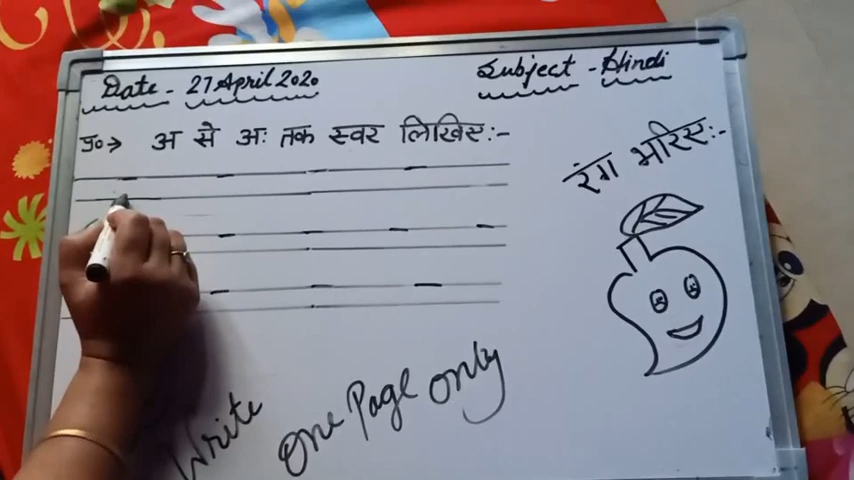 Date - 27 April 2020
Subject - Hindi
प्र० → अ से अः तक स्वर लिखिए :-
रंग भरिए :-
Write
one Page only